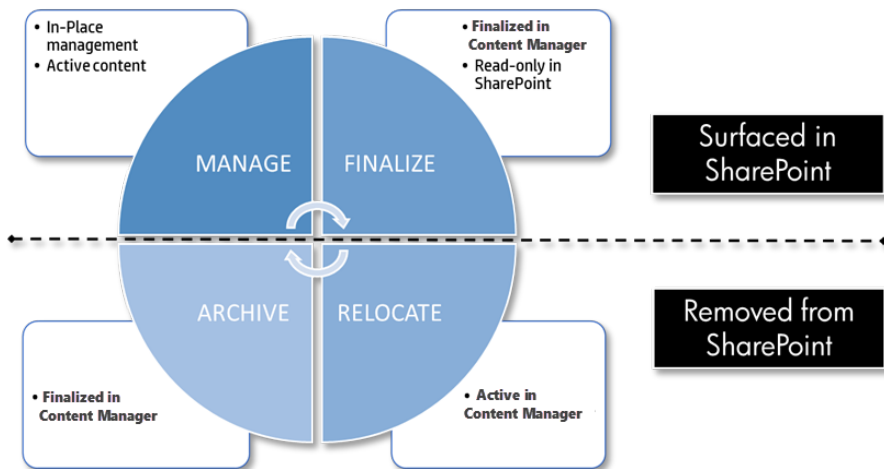 • In-Place
management
• Active content
• Finalized in
Content Manager
• Read-only in
SharePoint
MANAGE
FINALIZE
Surfaced in
SharePoint
ARCHIVE
RELOCATE
Removed from
SharePoint
• Finalized in
Content Manager
• Active in
Content Manager